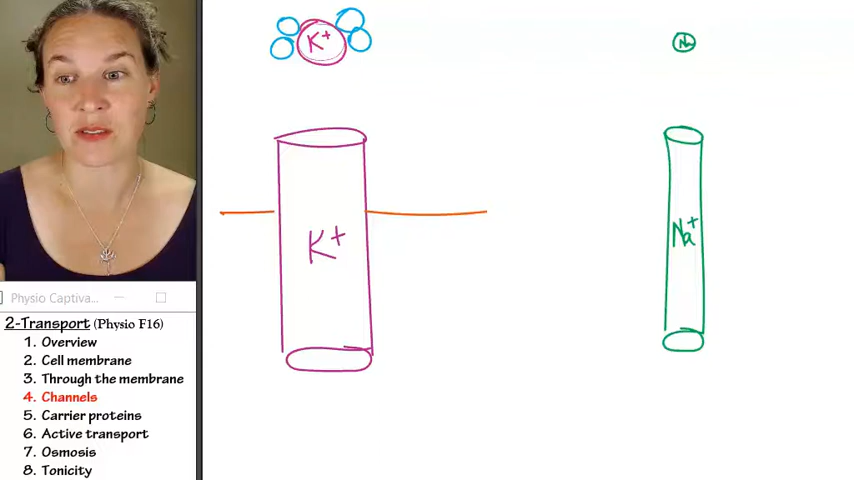 K+
Na
K+
Na+
Physio Captiva...
2-Transport (Physio F16)
1. Overview
2. Cell membrane
3. Through the membrane
4. Channels
5. Carrier proteins
6. Active transport
7. Osmosis
8. Tonicity